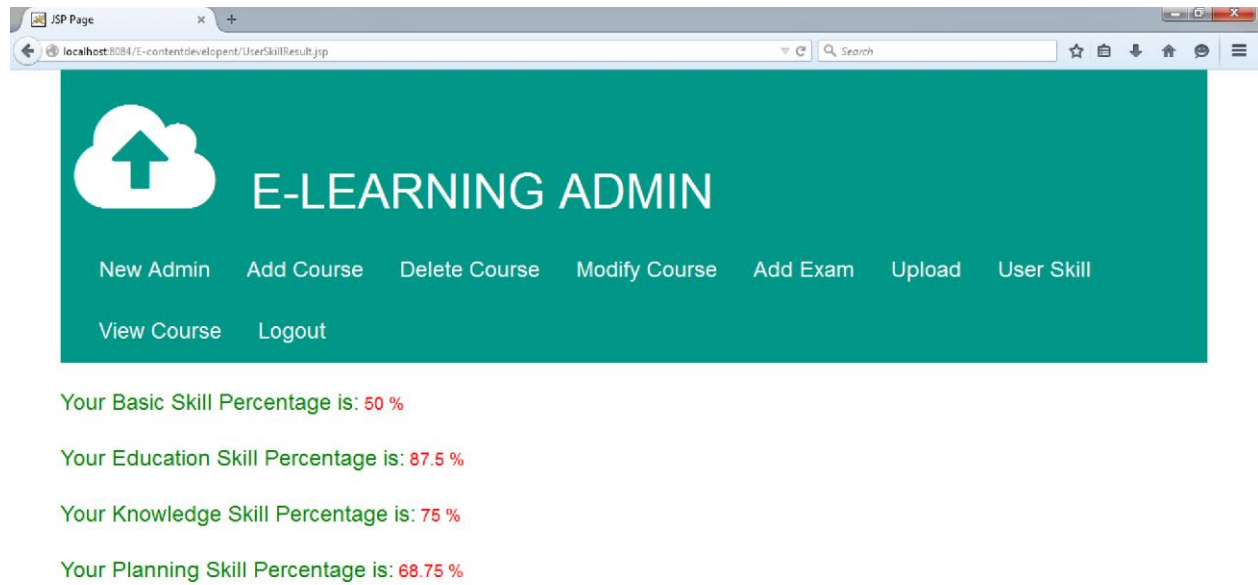 JSP Page
localhost:8084/E-contentdevelopent/UserSkillResult.jsp
Search
E-LEARNING ADMIN
New Admin Add Course Delete Course Modify Course Add Exam Upload User Skill
View Course Logout
Your Basic Skill Percentage is: 50 %
Your Education Skill Percentage is: 87.5 %
Your Knowledge Skill Percentage is: 75 %
Your Planning Skill Percentage is: 68.75 %